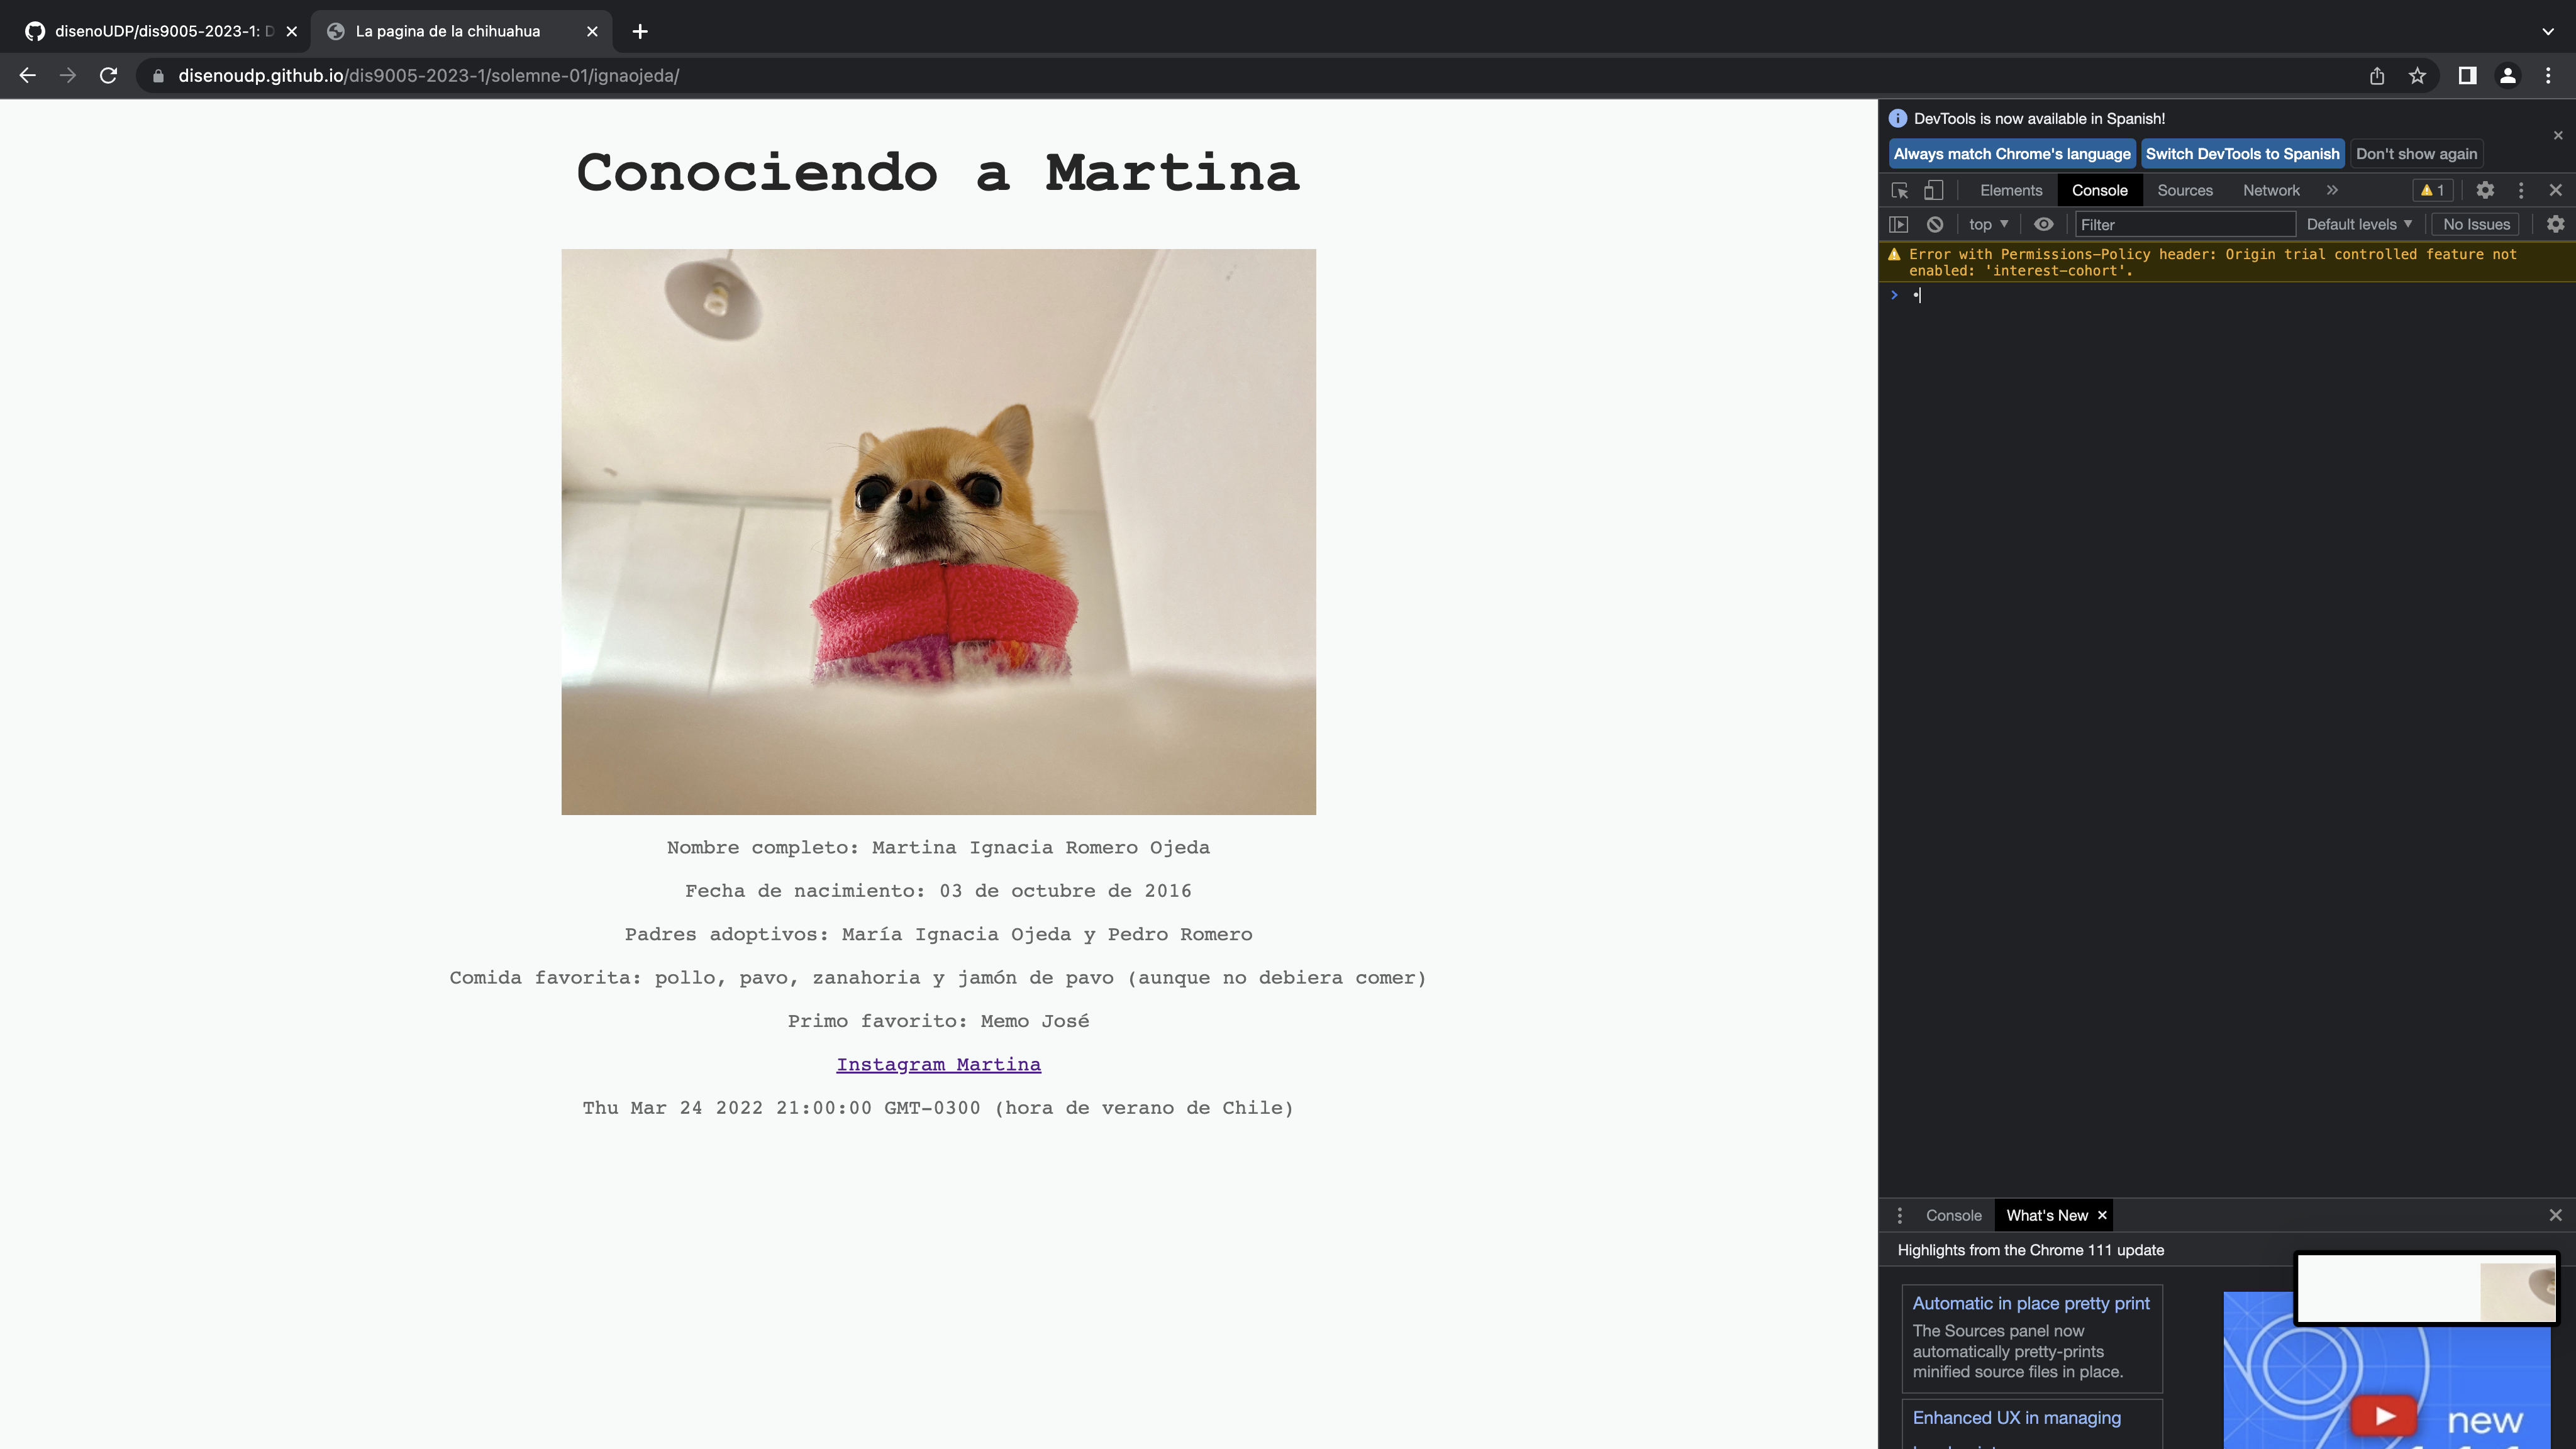 disenoUDP/dis9005-2023-1: D
La pagina de la chihuahua
disenoudp.github.io/dis9005-2023-1/solemne-01/ignaojeda/
Conociendo a Martina
Nombre completo: Martina Ignacia Romero Ojeda
Fecha de nacimiento: 03 de octubre de 2016
Padres adoptivos: María Ignacia Ojeda y Pedro Romero
Comida favorita: pollo, pavo, zanahoria y jamón de pavo (aunque no debiera comer)
Primo favorito: Memo José
Instagram Martina
Thu Mar 24 2022 21:00:00 GMT-0300 (hora de verano de Chile)
DevTools is now available in Spanish!
Always match Chrome's language Switch DevTools to Spanish Don't show again
Elements Console Sources Network 1
top Filter Default levels No Issues
Error with Permissions-Policy header: Origin trial controlled feature not
enabled: 'interest-cohort'.
Console What's New
Highlights from the Chrome 111 update
Automatic in place pretty print
The Sources panel now
automatically pretty-prints
minified source files in place.
Enhanced UX in managing
new